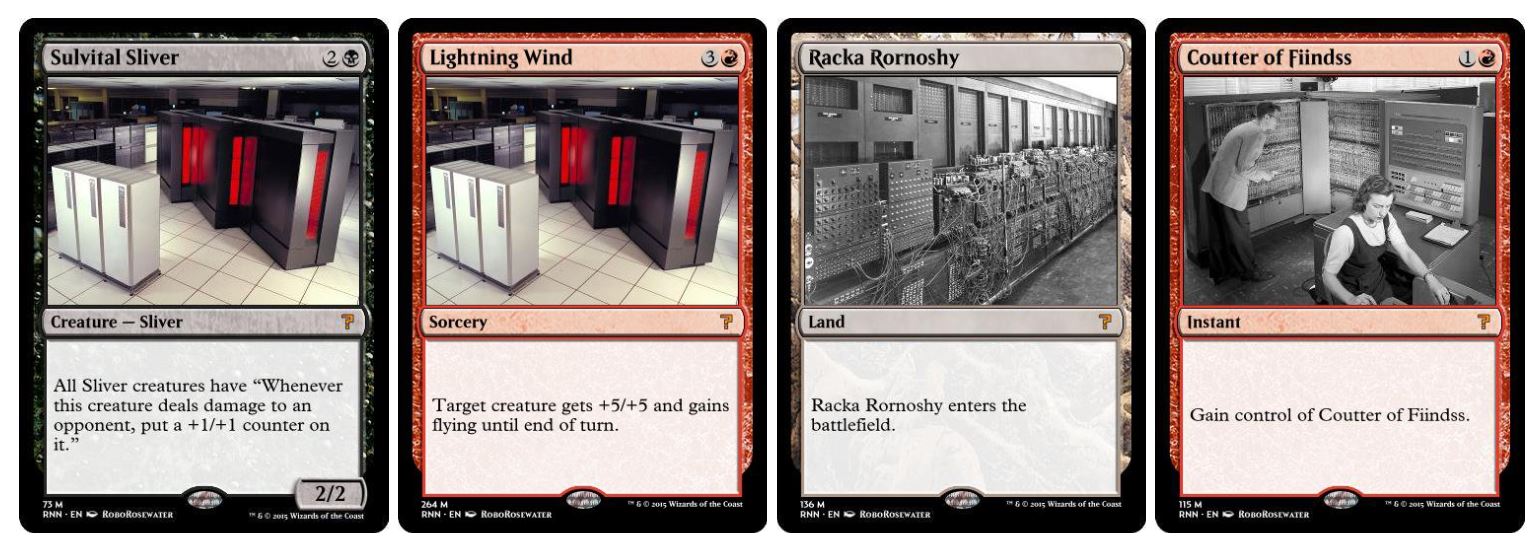 Sulvital Sliver 2
Creature — Sliver
All Sliver creatures have “Whenever
this creature deals damage to an
opponent, put a +1/+1 counter on
it.”
2/2
73 M
RNN · EN RoboRosewater
™ & © 2015 Wizards of the Coast
Lightning Wind 3
Sorcery
Target creature gets +5/+5 and gains
flying until end of turn.
264 M
RNN · EN RoboRosewater
™ & © 2015 Wizards of the Coast
Racka Rornoshy
Land
Racka Rornoshy enters the
battlefield.
136 M
RNN · EN RoboRosewater
™ & © 2015 Wizards of the Coast
Coutter of Fiindss 1
Instant
Gain control of Coutter of Fiindss.
115 M
RNN · EN RoboRosewater
™ & © 2015 Wizards of the Coast